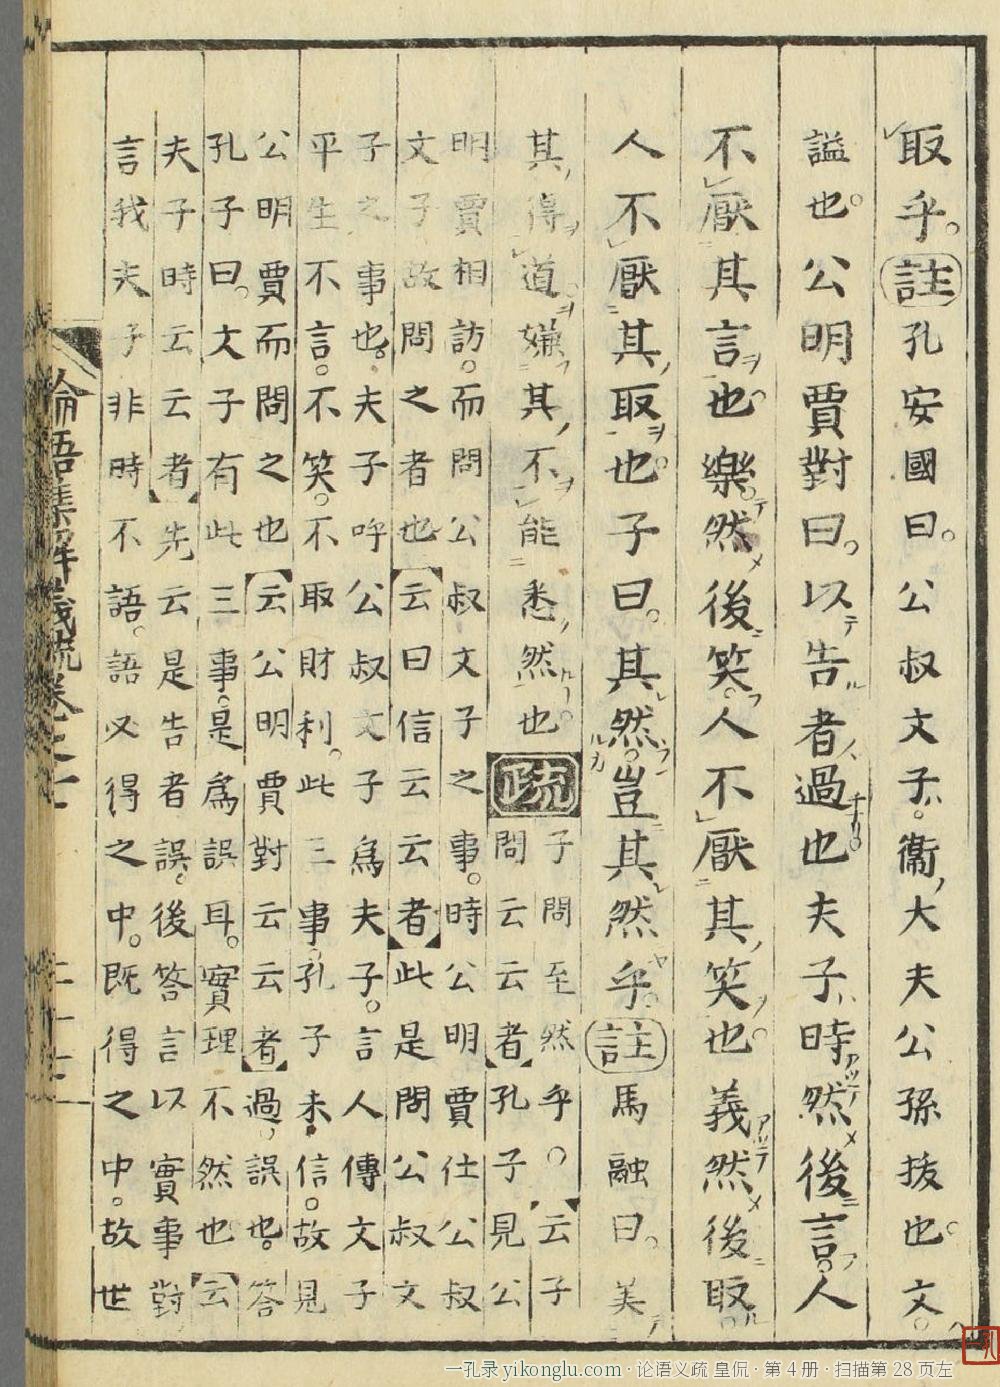 取乎註孔安國曰公叔文子衞大夫公孫拔也文
謚也公明賈對曰以告者過也夫子時然後言人
不厭其言也樂然後笑人不厭其笑也義然後取
人不厭其取也子曰其然豈其然乎註馬融曰美
其得道嫌其不能悉然也疏子問至然乎○云子
問云云者孔子見公
明賈相訪而問公叔文子之事時公明賈仕公叔
文子故問之者也云曰信云云者此是問公叔文
子之事也夫子呼公叔文子爲夫子言人傳文子
平生不言不笑不取財利此三事孔子未信故見
公明賈而問之也云公明賈對云云者過誤也答
孔子曰文子有此三事是爲誤耳實理不然也云
夫子時云云者先云是告者誤後答言以實事對
言我夫子非時不語語必得之中既得之中故世
論語集解義疏卷之七
一孔录 yikonglu.com · 论语义疏 皇侃 · 第 4 册 · 扫描第 28 页左